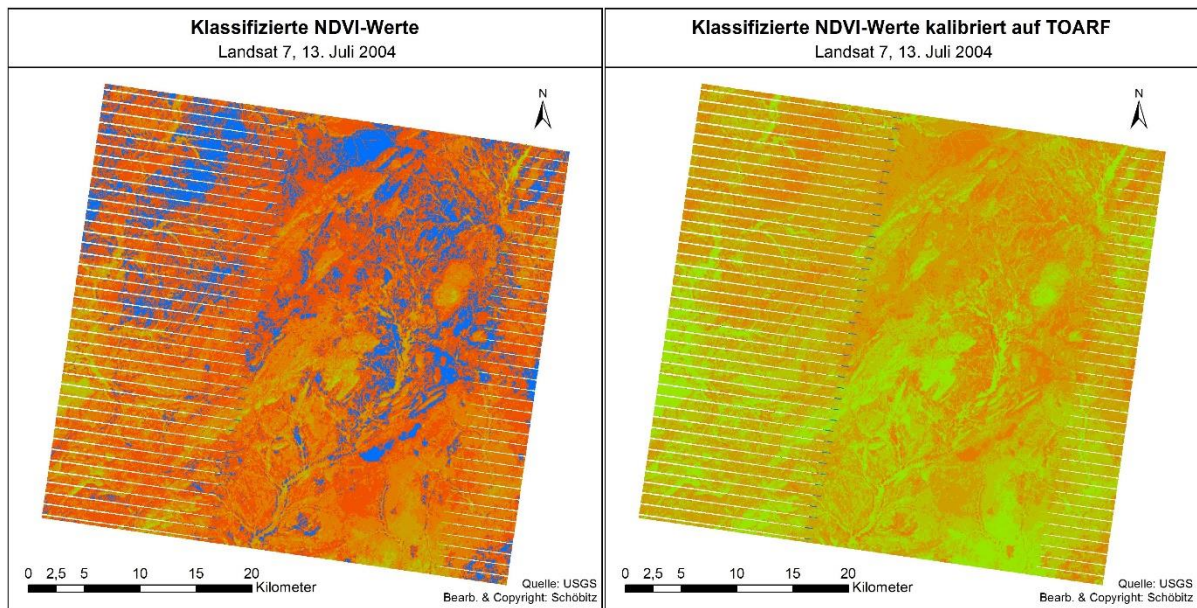 Klassifizierte NDVI-Werte
Landsat 7, 13. Juli 2004
N
0 2,5 5 10 15 20
Kilometer
Quelle: USGS
Bearb. & Copyright: Schöbitz
Klassifizierte NDVI-Werte kalibriert auf TOARF
Landsat 7, 13. Juli 2004
N
0 2,5 5 10 15 20
Kilometer
Quelle: USGS
Bearb. & Copyright: Schöbitz